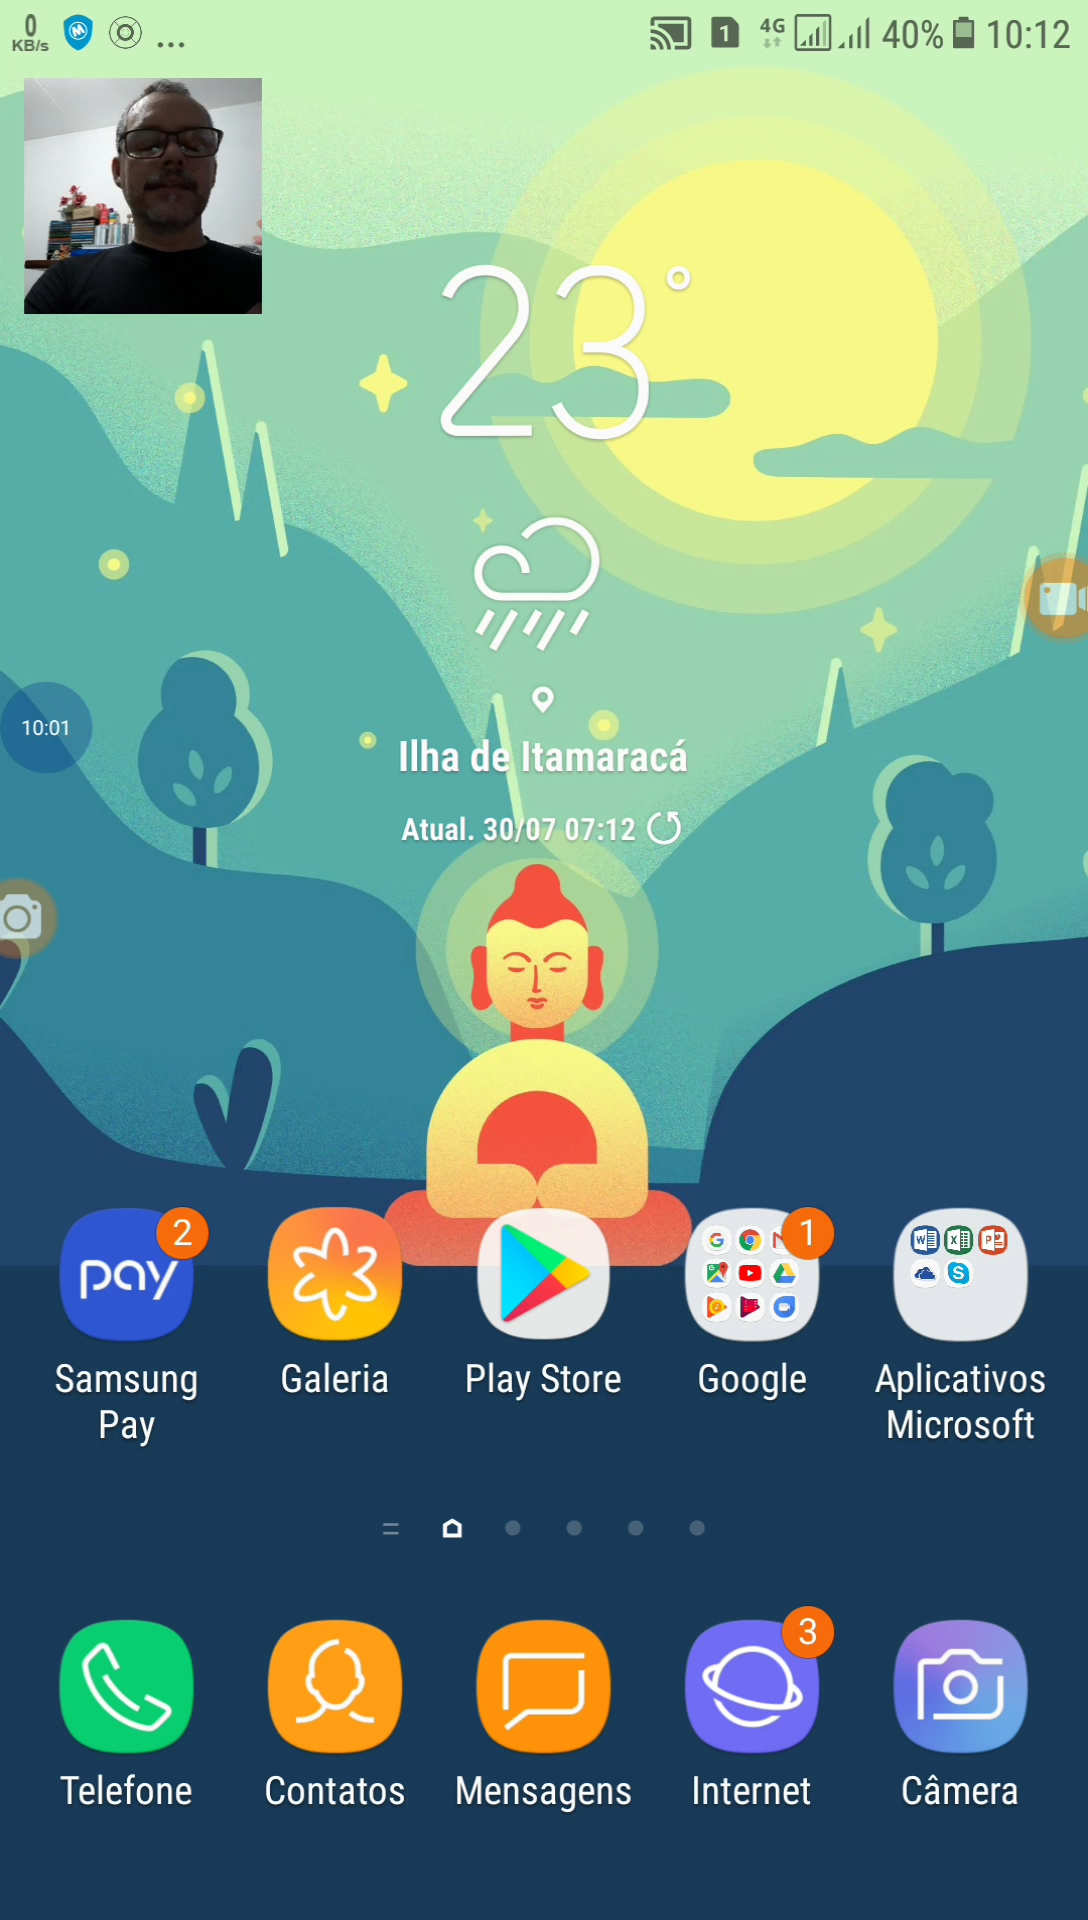 0
KB/s
...
1
4G
40%
10:12
23°
10:01
Ilha de Itamaracá
Atual. 30/07 07:12
pay
2
1
Samsung
Pay
Galeria
Play Store
Google
Aplicativos
Microsoft
3
Telefone
Contatos
Mensagens
Internet
Câmera